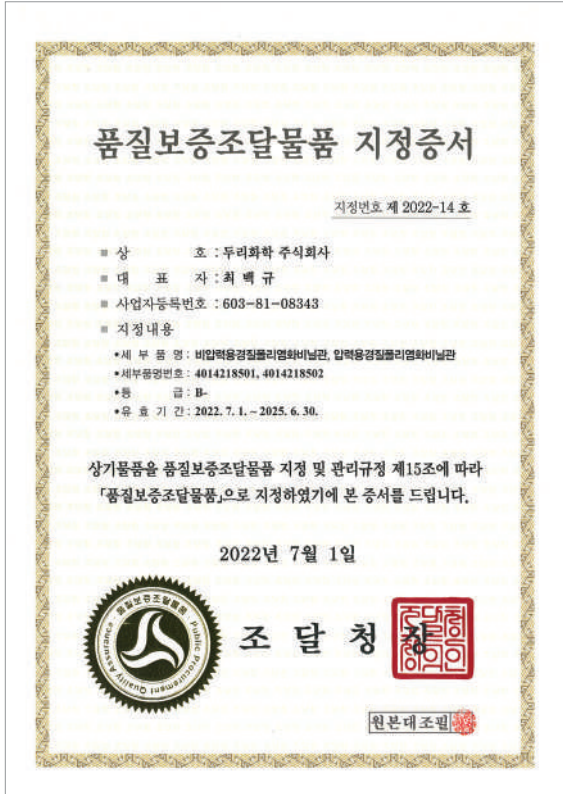 품질보증조달물품 지정증서
지정번호 제 2022-14 호
■ 상 호 : 두리화학 주식회사
■ 대 표 자 : 최 백 규
■ 사업자등록번호 : 603-81-08343
■ 지정내용
•세 부 품 명 : 비압력용경질폴리염화비닐관, 압력용경질폴리염화비닐관
•세부품명번호 : 4014218501, 4014218502
•등 급 : B-
•유 효 기 간 : 2022. 7. 1. ~ 2025. 6. 30.
상기물품을 품질보증조달물품 지정 및 관리규정 제15조에 따라
「품질보증조달물품」으로 지정하였기에 본 증서를 드립니다.
2022년 7월 1일
품질보증조달물품
Public Procurement Quality Assurance
조 달 청 장
원본대조필